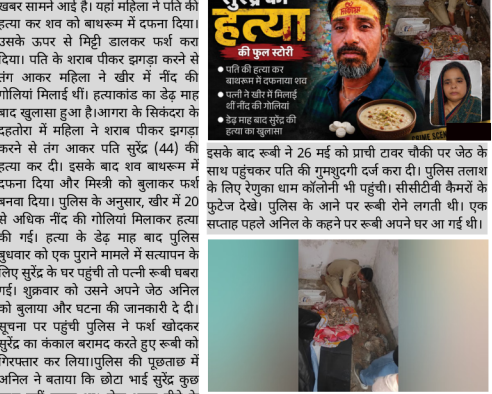 खबर सामने आई है। यहां महिला ने पति की
हत्या कर शव को बाथरूम में दफना दिया।
उसके ऊपर से मिट्टी डालकर फर्श करा
दिया। पति के शराब पीकर झगड़ा करने से
तंग आकर महिला ने खीर में नींद की
गोलियां मिलाई थीं। हत्याकांड का डेढ़ माह
बाद खुलासा हुआ है।आगरा के सिकंदरा के
दहतोरा में महिला ने शराब पीकर झगड़ा
करने से तंग आकर पति सुरेंद्र (44) की
हत्या कर दी। इसके बाद शव बाथरूम में
दफना दिया और मिस्त्री को बुलाकर फर्श
बनवा दिया। पुलिस के अनुसार, खीर में 20
से अधिक नींद की गोलियां मिलाकर हत्या
की गई। हत्या के डेढ़ माह बाद पुलिस
बुधवार को एक पुराने मामले में सत्यापन के
लिए सुरेंद्र के घर पहुंची तो पत्नी रूबी घबरा
गई। शुक्रवार को उसने अपने जेठ अनिल
को बुलाया और घटना की जानकारी दे दी।
सूचना पर पहुंची पुलिस ने फर्श खोदकर
सुरेंद्र का कंकाल बरामद करते हुए रूबी को
गिरफ्तार कर लिया।पुलिस की पूछताछ में
अनिल ने बताया कि छोटा भाई सुरेंद्र कुछ
हत्या
की फुल स्टोरी
• पति की हत्या कर
बाथरूम में दफनाया शव
• पत्नी ने खीर में मिलाई
थीं नींद की गोलियां
• डेढ़ माह बाद सुरेंद्र की
हत्या का खुलासा
इसके बाद रूबी ने 26 मई को प्राची टावर चौकी पर जेठ के
साथ पहुंचकर पति की गुमशुदगी दर्ज करा दी। पुलिस तलाश
के लिए रेणुका धाम कॉलोनी भी पहुंची। सीसीटीवी कैमरों के
फुटेज देखे। पुलिस के आने पर रूबी रोने लगती थी। एक
सप्ताह पहले अनिल के कहने पर रूबी अपने घर आ गई थी।